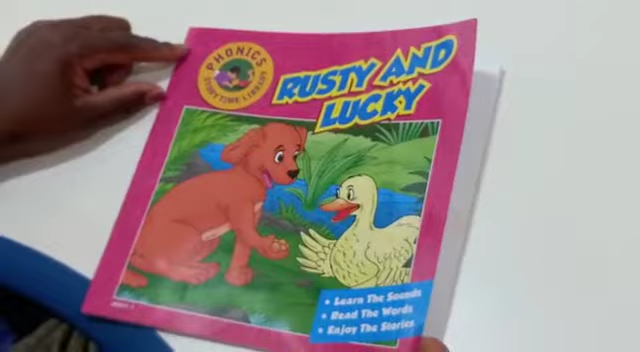 PHONICS
STORYTIME LIBRARY
RUSTY AND
LUCKY
• Learn The Sounds
• Read The Words
• Enjoy The Stories